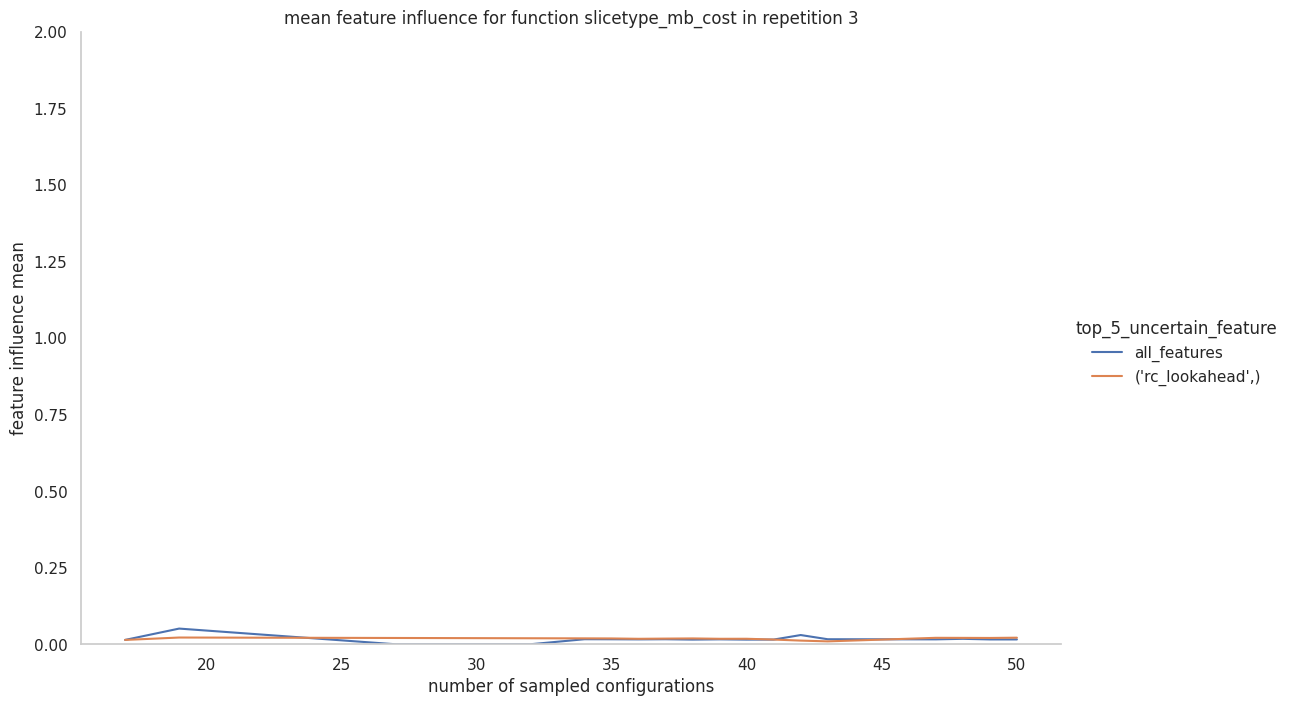 mean feature influence for function slicetype_mb_cost in repetition 3
2.00
1.75
1.50
1.25
1.00
0.75
0.50
0.25
0.00
feature influence mean
20 25 30 35 40 45 50
number of sampled configurations
top_5_uncertain_feature
all_features
('rc_lookahead',)